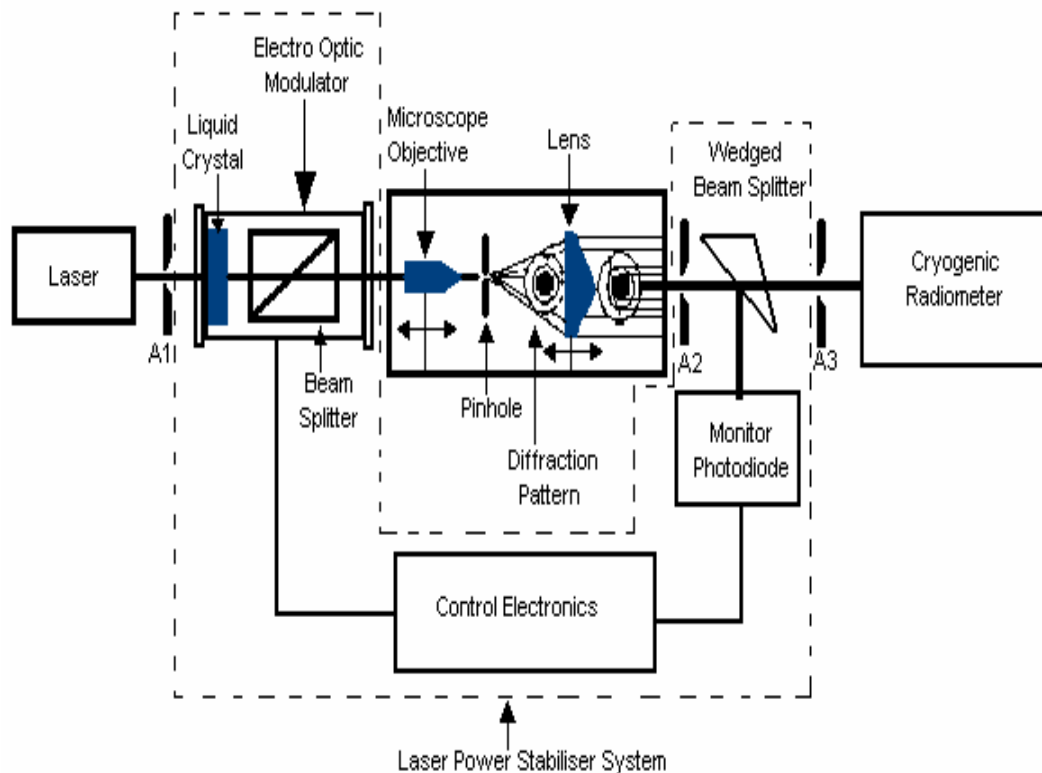 Electro Optic
Modulator
Liquid
Crystal
Microscope
Objective
Lens
Wedged
Beam Splitter
Laser
Cryogenic
Radiometer
A1
A2
A3
Beam
Splitter
Pinhole
Diffraction
Pattern
Monitor
Photodiode
Control Electronics
Laser Power Stabiliser System